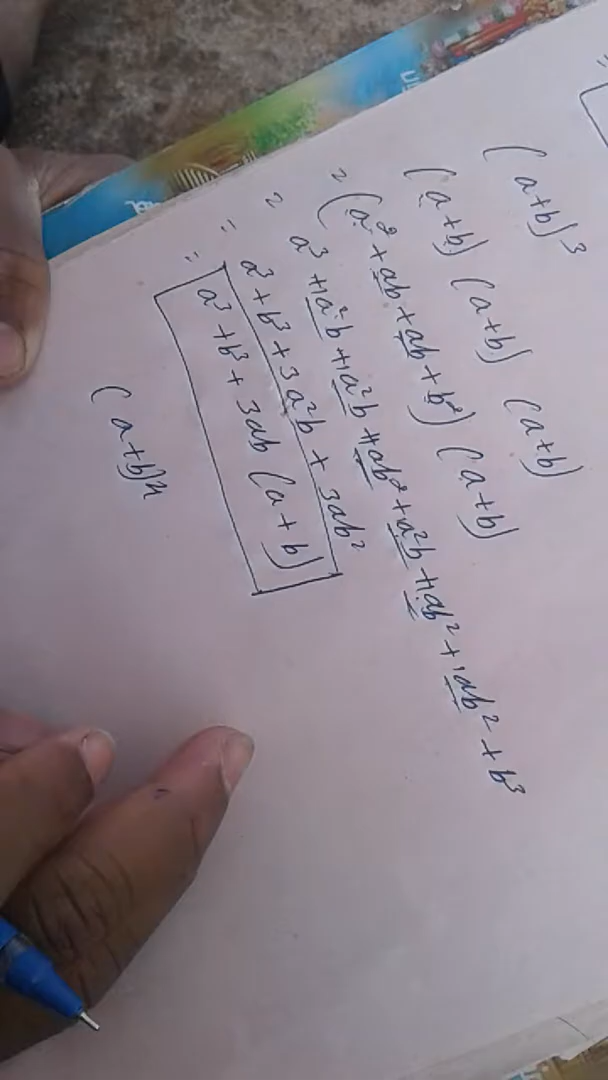 (a+b)³
(a+b) (a+b) (a+b)
= (a² + ab + ab + b²) (a+b)
= a³ + 1a²b + 1a²b + 1ab² + a²b + 1ab² + 1ab² + b³
= a³ + b³ + 3a²b + 3ab²
= a³ + b³ + 3ab (a+b)
(a+b)⁴